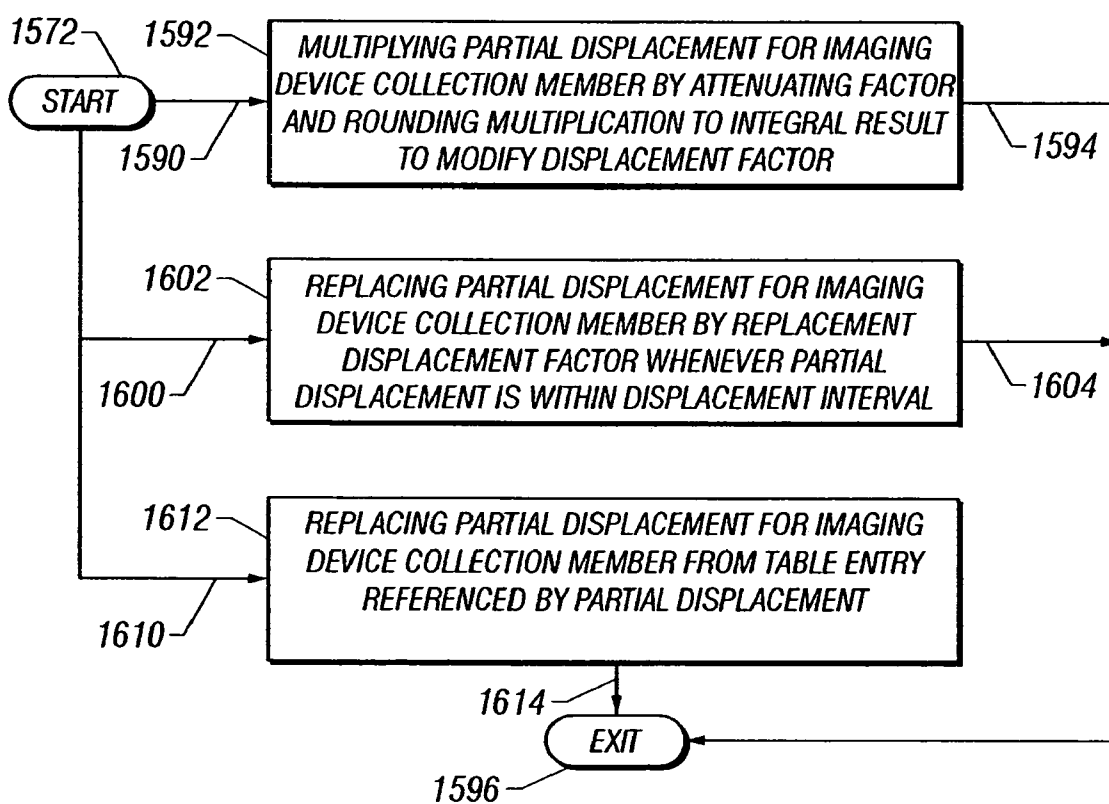 1572
START
1592
MULTIPLYING PARTIAL DISPLACEMENT FOR IMAGING
DEVICE COLLECTION MEMBER BY ATTENUATING FACTOR
AND ROUNDING MULTIPLICATION TO INTEGRAL RESULT
TO MODIFY DISPLACEMENT FACTOR
1590
1594
1602
REPLACING PARTIAL DISPLACEMENT FOR IMAGING
DEVICE COLLECTION MEMBER BY REPLACEMENT
DISPLACEMENT FACTOR WHENEVER PARTIAL
DISPLACEMENT IS WITHIN DISPLACEMENT INTERVAL
1600
1604
1612
REPLACING PARTIAL DISPLACEMENT FOR IMAGING
DEVICE COLLECTION MEMBER FROM TABLE ENTRY
REFERENCED BY PARTIAL DISPLACEMENT
1610
1614
EXIT
1596